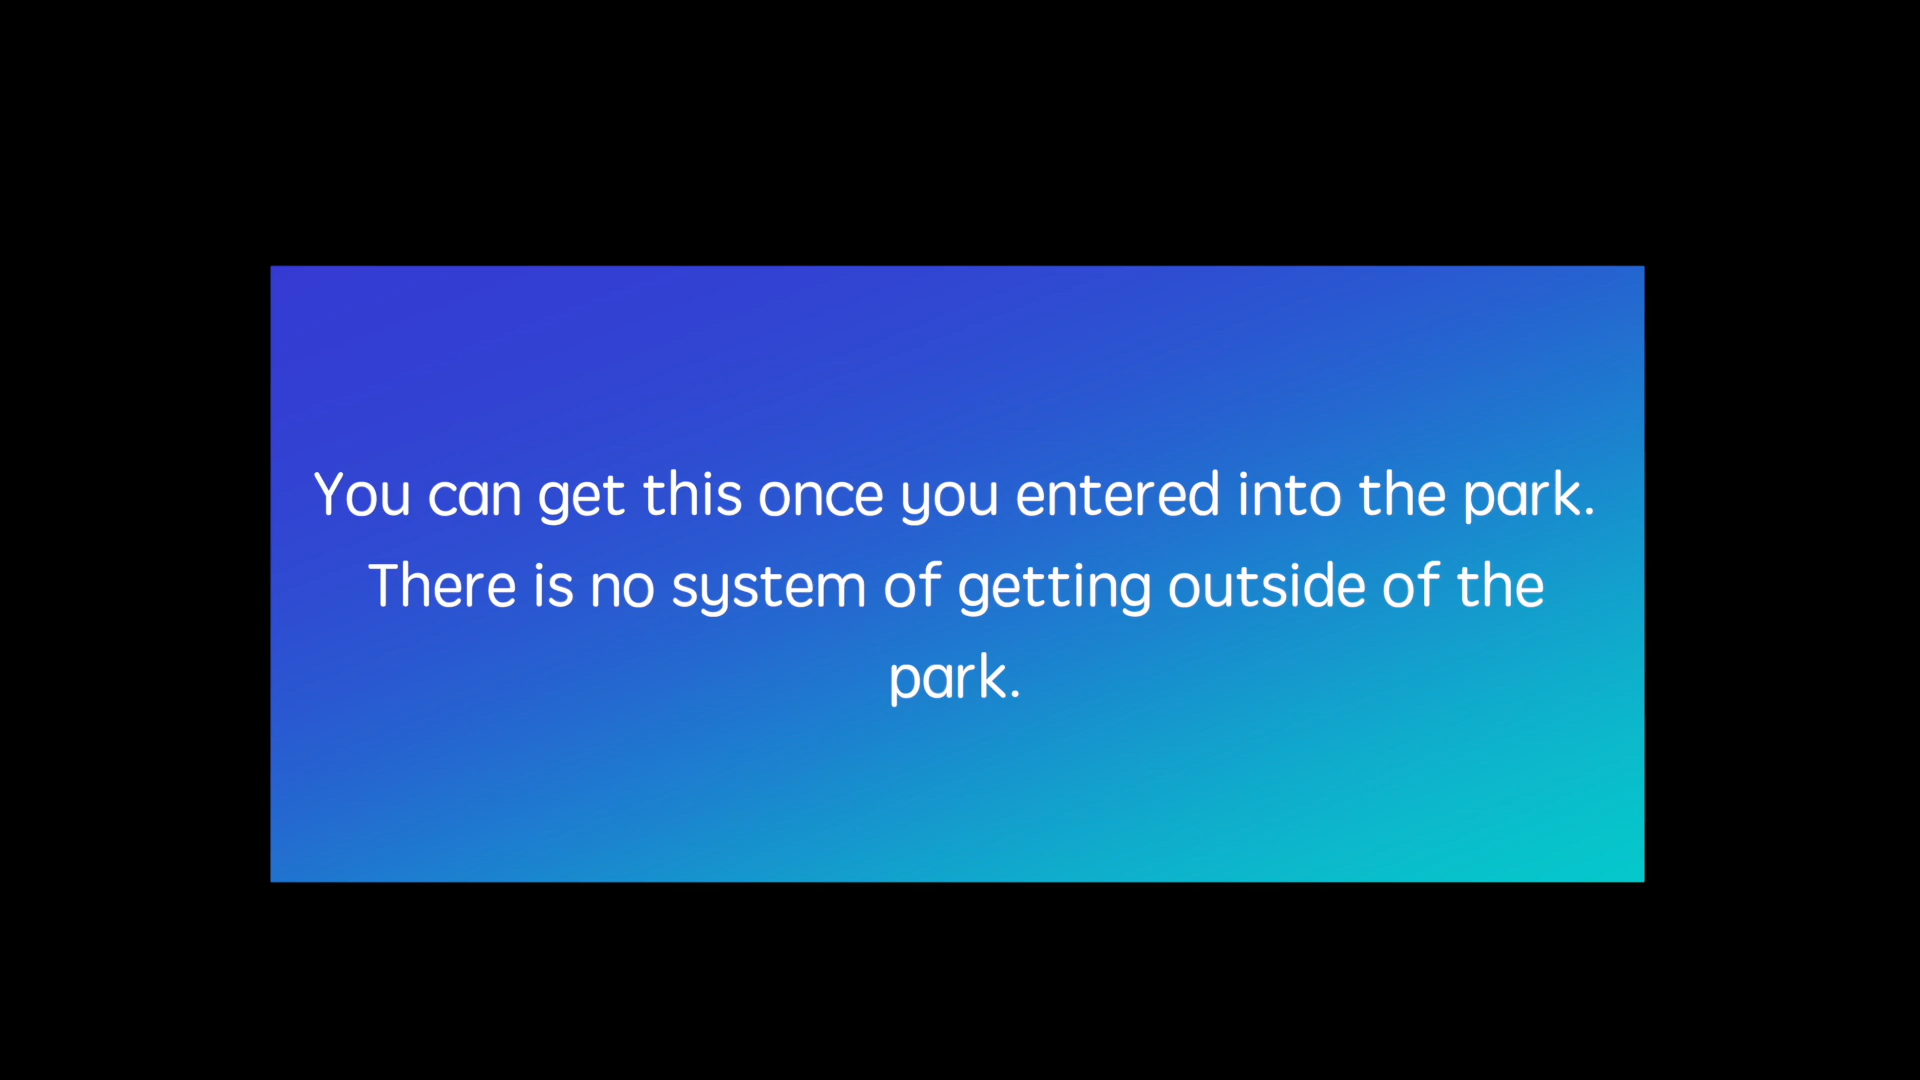 You can get this once you entered into the park.
There is no system of getting outside of the
park.